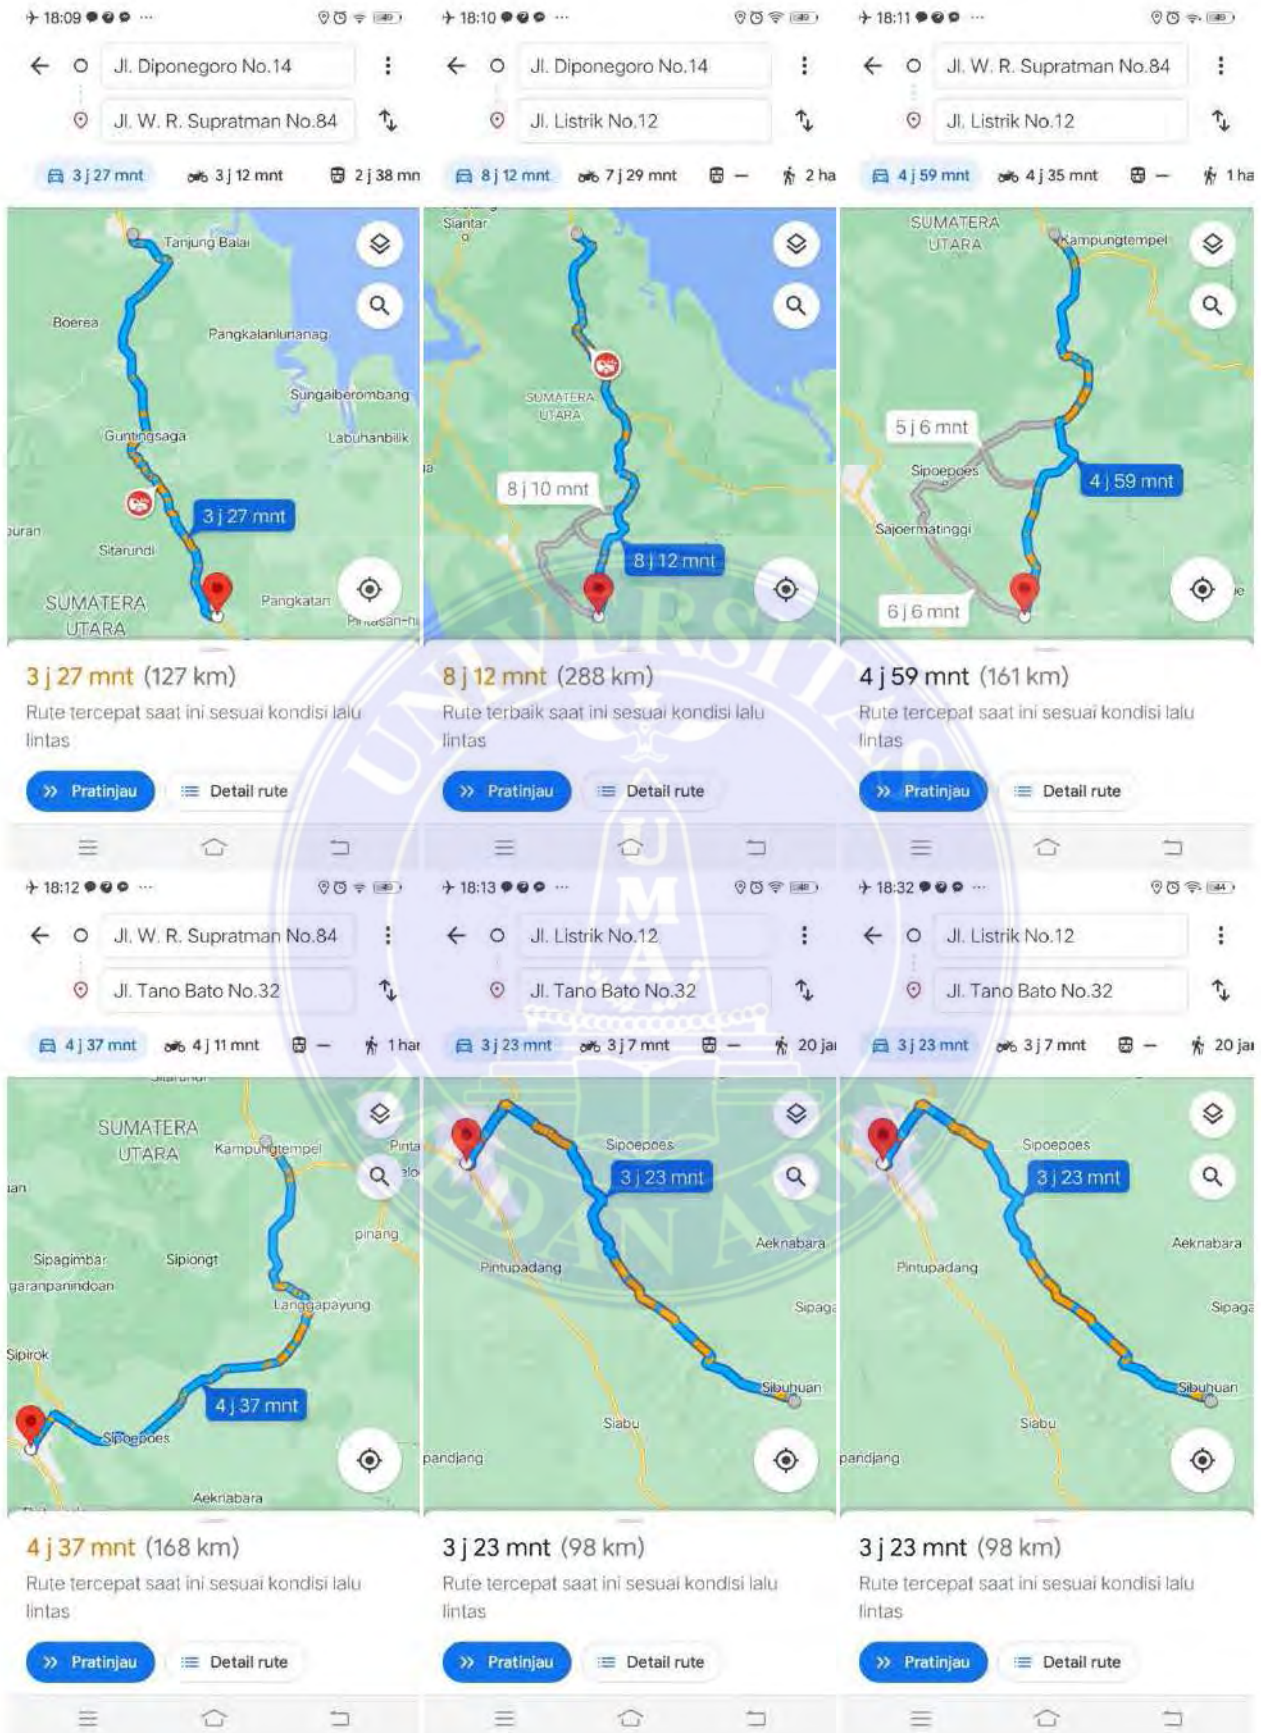 18:09 ...
Jl. Diponegoro No.14
Jl. W. R. Supratman No.84
3 j 27 mnt 3 j 12 mnt 2 j 38 mn
Tanjung Balai
Boerea
Pangkalanlunanag
Sungaiberombang
Guntingsaga
Labuhanbilik
3 j 27 mnt
Sitarundi
SUMATERA
UTARA
Pangkatan
3 j 27 mnt (127 km)
Rute tercepat saat ini sesuai kondisi lalu
lintas
Pratinjau Detail rute
18:10 ...
Jl. Diponegoro No.14
Jl. Listrik No.12
8 j 12 mnt 7 j 29 mnt — 2 ha
Siantar
SUMATERA
UTARA
8 j 10 mnt
8 j 12 mnt
8 j 12 mnt (288 km)
Rute terbaik saat ini sesuai kondisi lalu
lintas
Pratinjau Detail rute
18:11 ...
Jl. W. R. Supratman No.84
Jl. Listrik No.12
4 j 59 mnt 4 j 35 mnt — 1 ha
SUMATERA
UTARA
Kampungtempel
5 j 6 mnt
Sipoepoes
4 j 59 mnt
Sajoermatinggi
6 j 6 mnt
4 j 59 mnt (161 km)
Rute tercepat saat ini sesuai kondisi lalu
lintas
Pratinjau Detail rute
18:12 ...
Jl. W. R. Supratman No.84
Jl. Tano Bato No.32
4 j 37 mnt 4 j 11 mnt — 1 har
SUMATERA
UTARA
Kampungtempel
Pinta
pinang
Sipagimbar
Sipiongt
garanpanindoan
Langgapayung
Sipirok
4 j 37 mnt
Sipoepoes
Aeknabara
4 j 37 mnt (168 km)
Rute tercepat saat ini sesuai kondisi lalu
lintas
Pratinjau Detail rute
18:13 ...
Jl. Listrik No.12
Jl. Tano Bato No.32
3 j 23 mnt 3 j 7 mnt — 20 jai
Sipoepoes
3 j 23 mnt
Aeknabara
Pintupadang
Sipaga
Sibuhuan
Siabu
pandjang
3 j 23 mnt (98 km)
Rute tercepat saat ini sesuai kondisi lalu
lintas
Pratinjau Detail rute
18:32 ...
Jl. Listrik No.12
Jl. Tano Bato No.32
3 j 23 mnt 3 j 7 mnt — 20 jai
Sipoepoes
3 j 23 mnt
Aeknabara
Pintupadang
Sipaga
Sibuhuan
Siabu
pandjang
3 j 23 mnt (98 km)
Rute tercepat saat ini sesuai kondisi lalu
lintas
Pratinjau Detail rute
UNIVERSITAS
MEDAN AREA
UMA